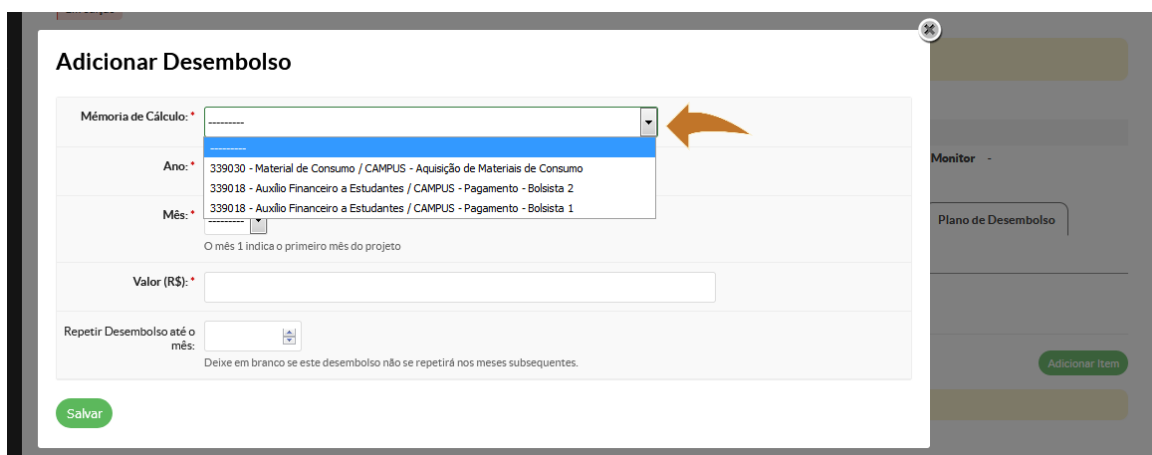 Adicionar Desembolso
Mémoria de Cálculo: *
---------
---------
339030 - Material de Consumo / CAMPUS - Aquisição de Materiais de Consumo
339018 - Auxílio Financeiro a Estudantes / CAMPUS - Pagamento - Bolsista 2
339018 - Auxílio Financeiro a Estudantes / CAMPUS - Pagamento - Bolsista 1
Ano: *
Mês: *
---------
O mês 1 indica o primeiro mês do projeto
Valor (R$): *
Repetir Desembolso até o
mês:
Deixe em branco se este desembolso não se repetirá nos meses subsequentes.
Salvar
Monitor -
Plano de Desembolso
Adicionar Item